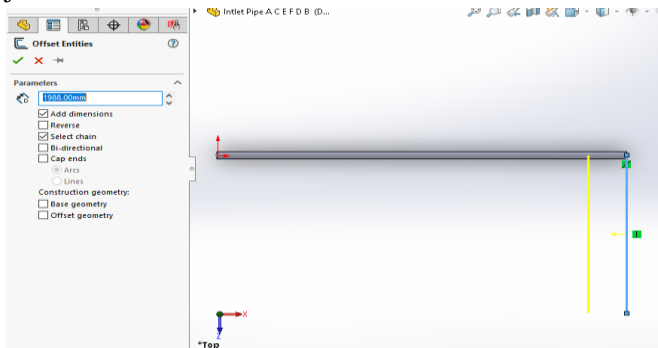 Intlet Pipe A C E F D B (D...
Offset Entities
Parameters
1988.00mm
Add dimensions
Reverse
Select chain
Bi-directional
Cap ends
Arcs
Lines
Construction geometry:
Base geometry
Offset geometry
X
Z
*Top